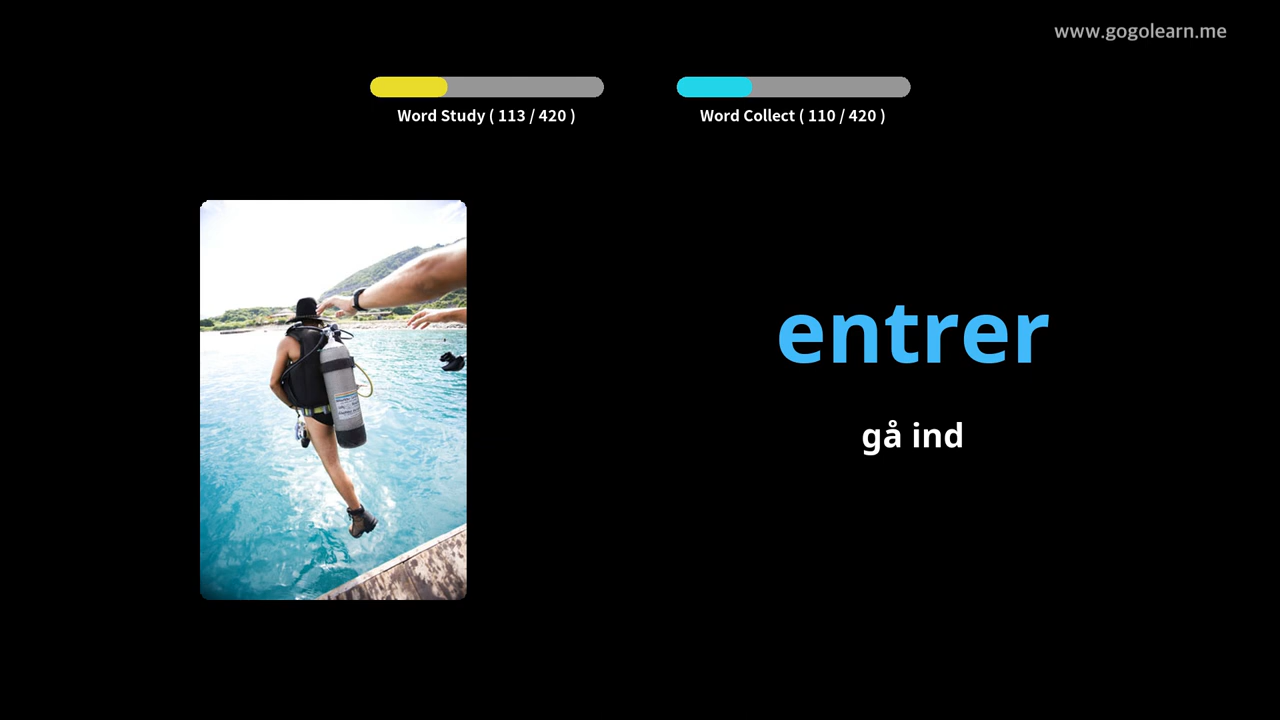 www.gogolearn.me
Word Study ( 113 / 420 )
Word Collect ( 110 / 420 )
entrer
gå ind